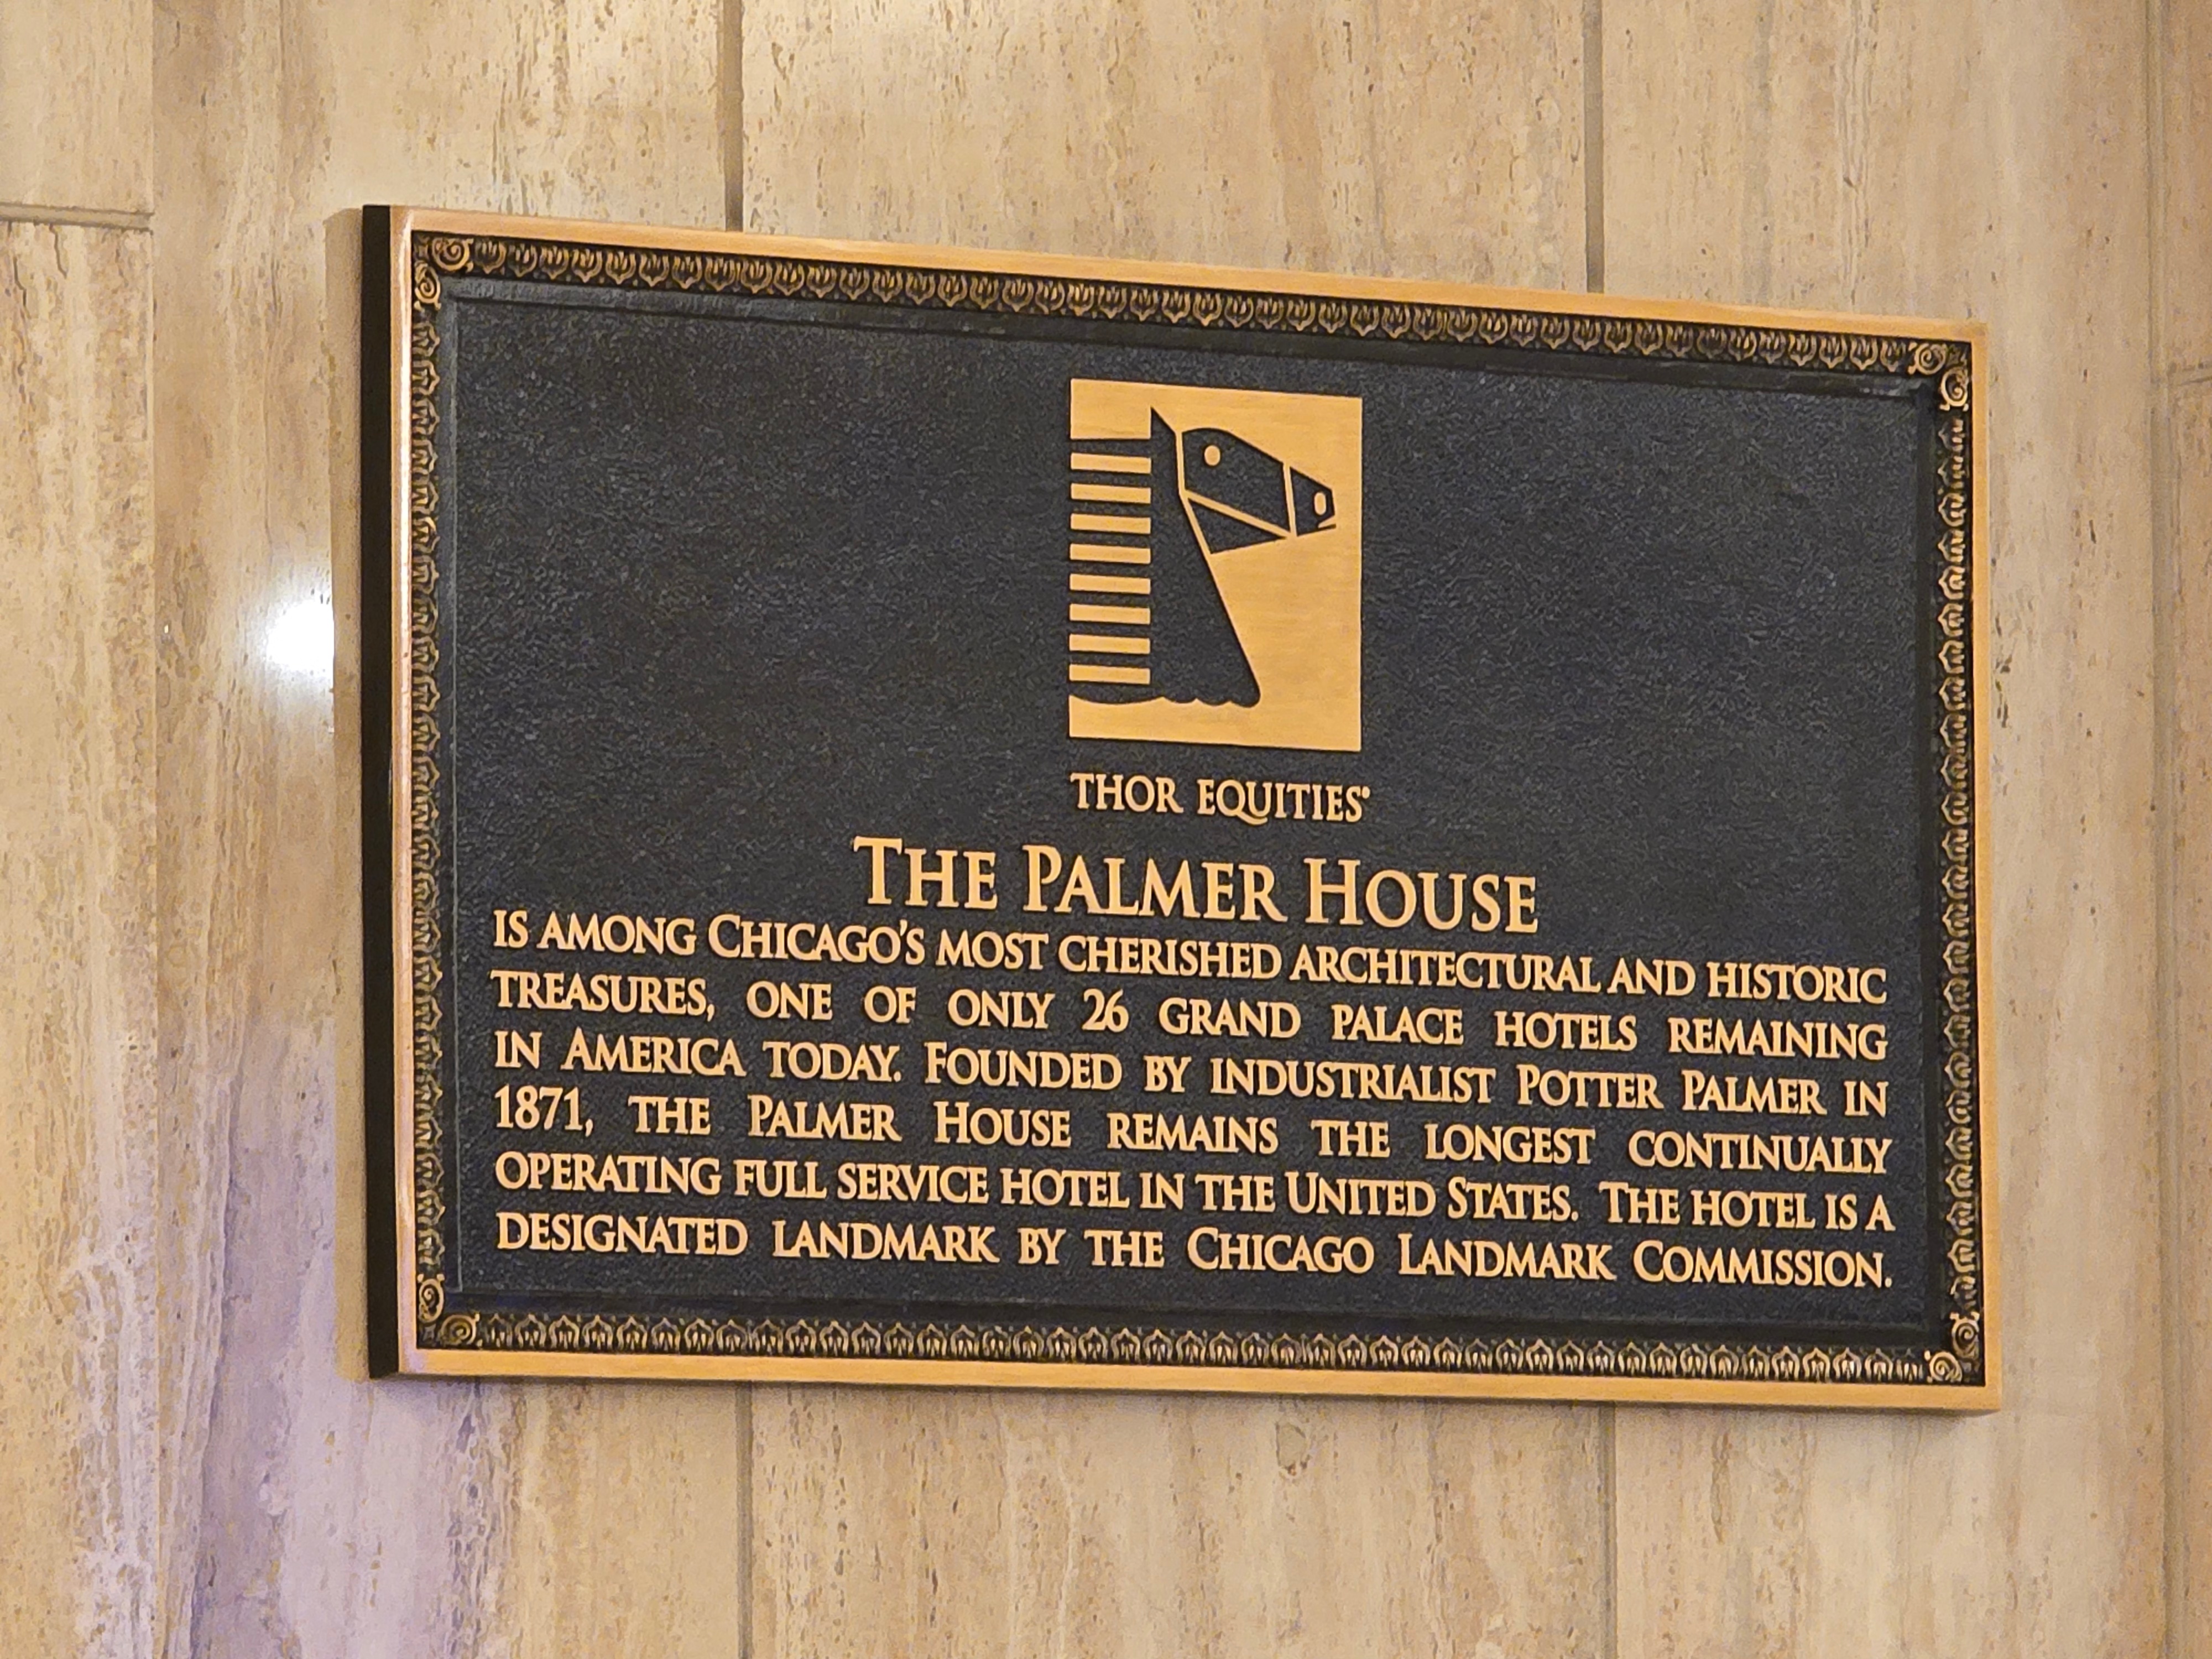 THOR EQUITIES®
THE PALMER HOUSE
IS AMONG CHICAGO'S MOST CHERISHED ARCHITECTURAL AND HISTORIC
TREASURES, ONE OF ONLY 26 GRAND PALACE HOTELS REMAINING
IN AMERICA TODAY. FOUNDED BY INDUSTRIALIST POTTER PALMER IN
1871, THE PALMER HOUSE REMAINS THE LONGEST CONTINUALLY
OPERATING FULL SERVICE HOTEL IN THE UNITED STATES. THE HOTEL IS A
DESIGNATED LANDMARK BY THE CHICAGO LANDMARK COMMISSION.